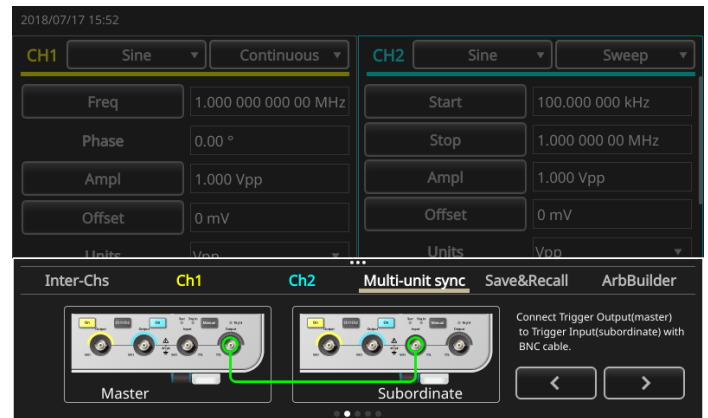 2018/07/17 15:52
CH1 Sine Continuous
CH2 Sine Sweep
Freq 1.000 000 000 00 MHz
Start 100.000 000 kHz
Phase 0.00 °
Stop 1.000 000 00 MHz
Ampl 1.000 Vpp
Ampl 1.000 Vpp
Offset 0 mV
Offset 0 mV
Units Vpp
Units Vpp
Inter-Chs Ch1 Ch2 Multi-unit sync Save&Recall ArbBuilder
Connect Trigger Output(master)
to Trigger Input(subordinate) with
BNC cable.
Master
Subordinate